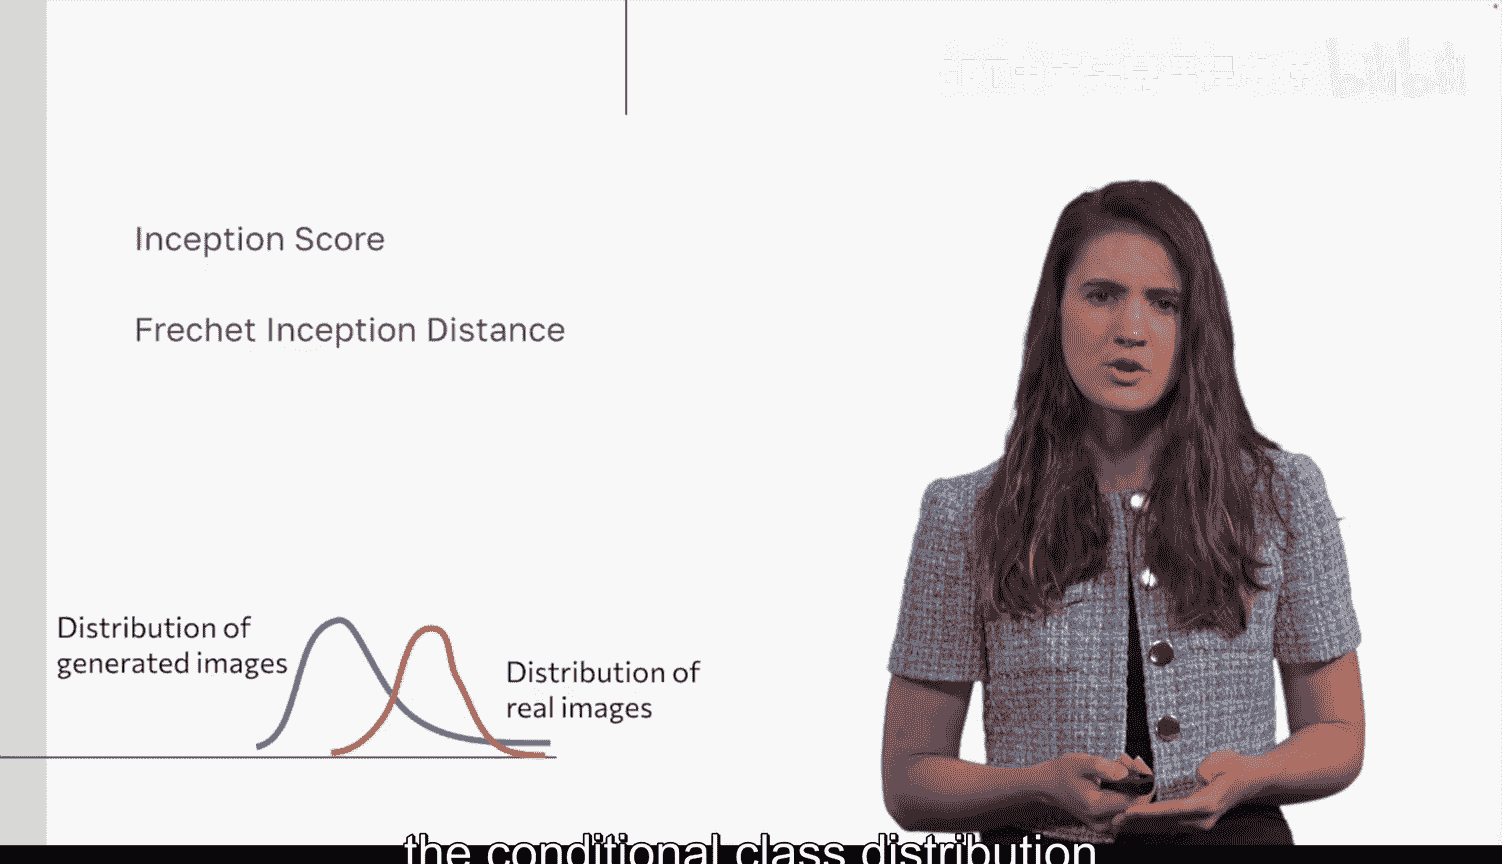 Inception Score
Frechet Inception Distance
Distribution of
generated images
Distribution of
real images
the conditional class distribution